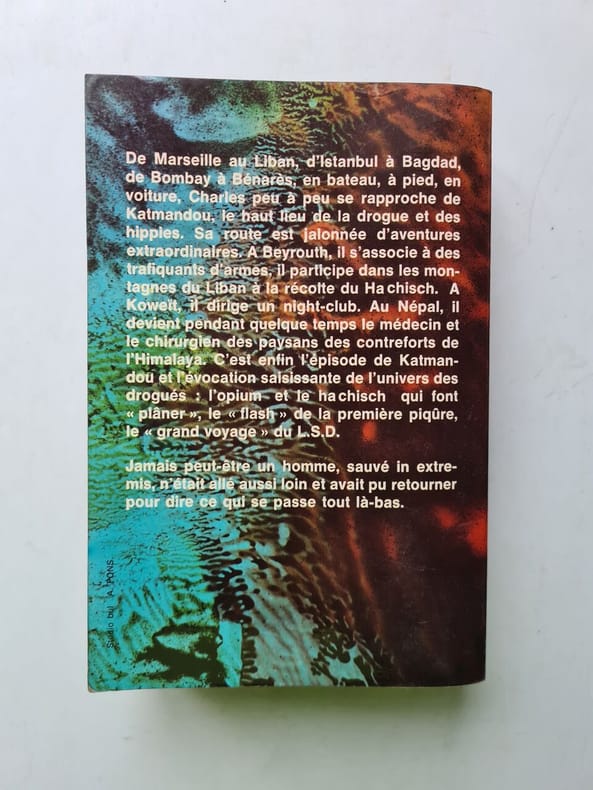 De Marseille au Liban, d'Istanbul à Bagdad,
de Bombay à Bénarès, en bateau, à pied, en
voiture, Charles peu à peu se rapproche de
Katmandou, le haut lieu de la drogue et des
hippies. Sa route est jalonnée d'aventures
extraordinaires. A Beyrouth, il s'associe à des
trafiquants d'armes, il participe dans les mon-
tagnes du Liban à la récolte du Hachisch. A
Koweït, il dirige un night-club. Au Népal, il
devient pendant quelque temps le médecin et
le chirurgien des paysans des contreforts de
l'Himalaya. C'est enfin l'épisode de Katman-
dou et l'évocation saisissante de l'univers des
drogués : l'opium et le hachisch qui font
« plâner », le « flash » de la première piqûre,
le « grand voyage » du L.S.D.
Jamais peut-être un homme, sauvé in extre-
mis, n'était allé aussi loin et avait pu retourner
pour dire ce qui se passe tout là-bas.
Studio bul A. PONS